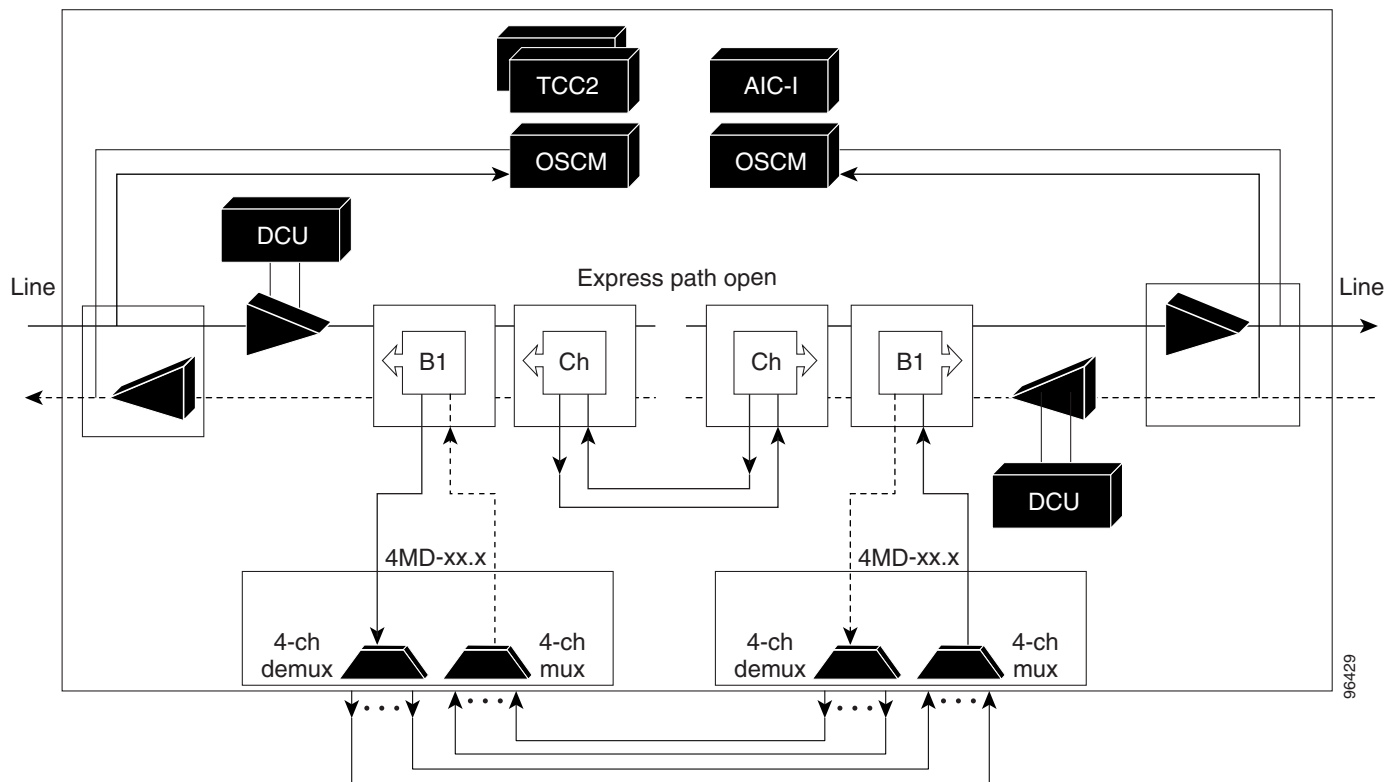 TCC2
AIC-I
OSCM
OSCM
DCU
Express path open
Line
Line
B1
Ch
Ch
B1
DCU
4MD-xx.x
4MD-xx.x
4-ch
demux
4-ch
mux
4-ch
demux
4-ch
mux
96429